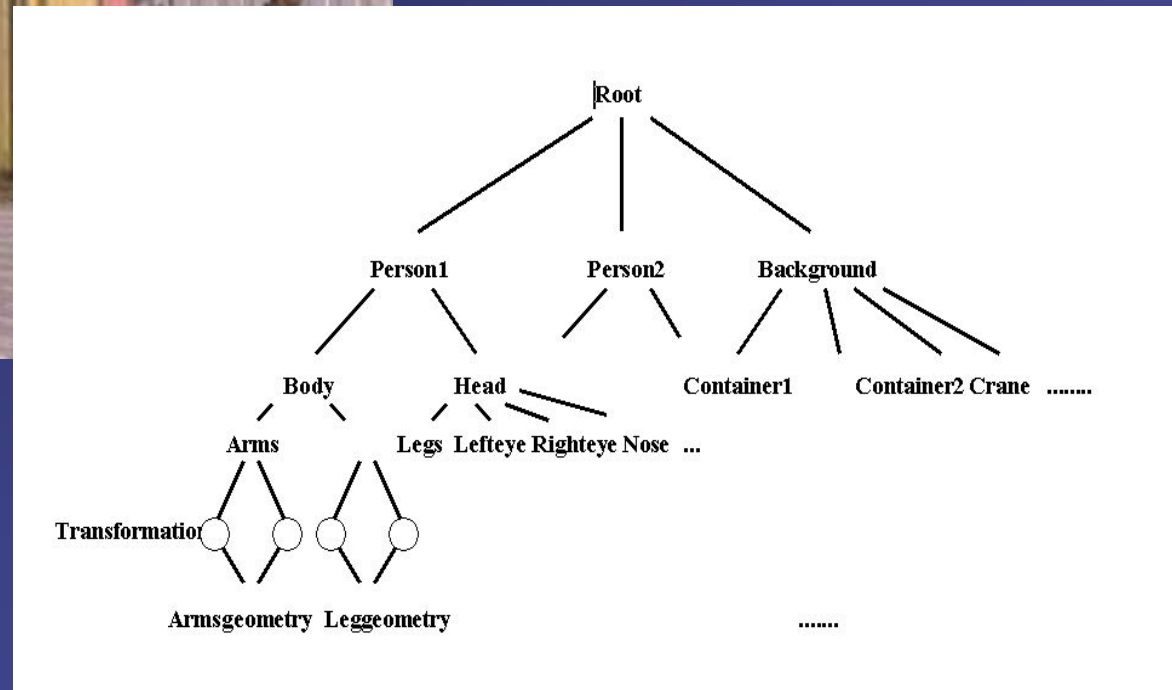 Root
Person1 Person2 Background
Body Head Container1 Container2 Crane ........
Arms Legs Lefteye Righteye Nose ...
Transformation
Armsgeometry Leggeometry .......